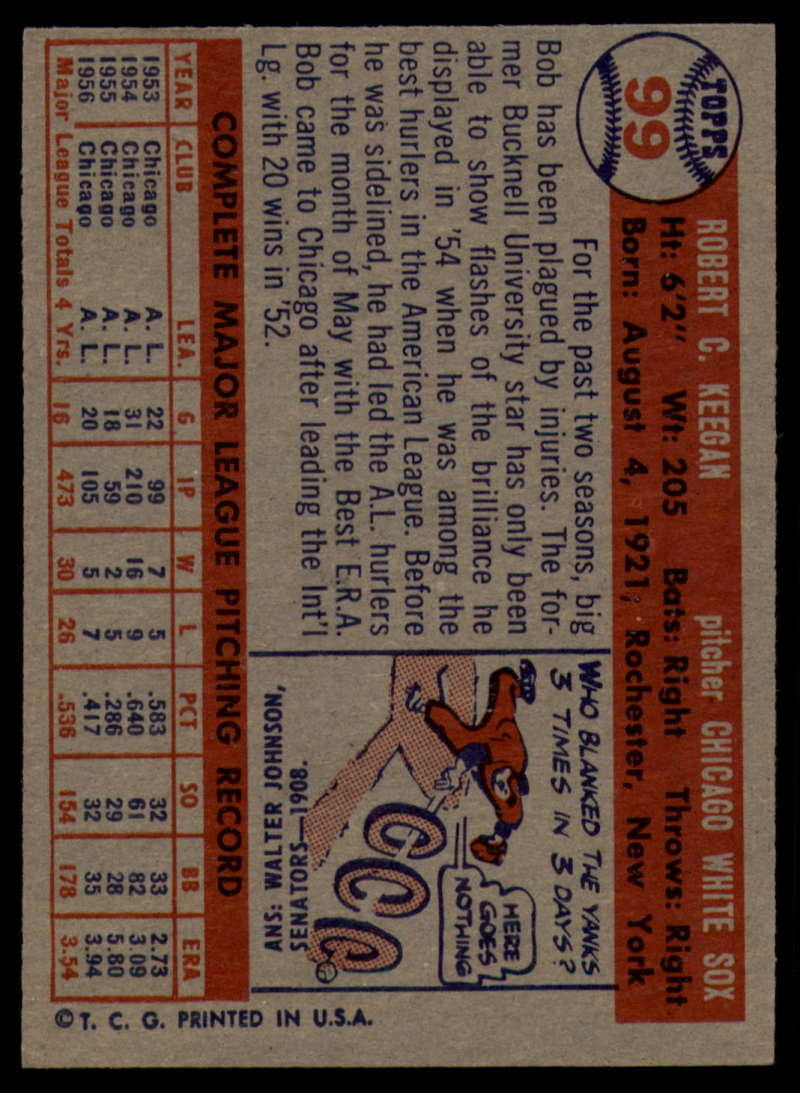 TOPPS
99
ROBERT C. KEEGAN pitcher CHICAGO WHITE SOX
Ht: 6'2" Wt: 205 Bats: Right Throws: Right
Born: August 4, 1921, Rochester, New York
For the past two seasons, big
Bob has been plagued by injuries. The for-
mer Bucknell University star has only been
able to show flashes of the brilliance he
displayed in '54 when he was among the
best hurlers in the American League. Before
he was sidelined, he had led the A.L. hurlers
for the month of May with the Best E.R.A.
Bob came to Chicago after leading the Int'l
Lg. with 20 wins in '52.
WHO BLANKED THE YANKS
3 TIMES IN 3 DAYS?
HERE
GOES
NOTHING
ANS: WALTER JOHNSON,
SENATORS—1908.
COMPLETE MAJOR LEAGUE PITCHING RECORD
YEAR CLUB LEA. G IP W L PCT SO BB ERA
1953 Chicago A. L. 22 99 7 5 .583 32 33 2.73
1954 Chicago A. L. 31 210 16 9 .640 61 82 3.09
1955 Chicago A. L. 18 59 2 5 .286 29 28 5.80
1956 Chicago A. L. 20 105 5 7 .417 32 35 3.94
Major League Totals 4 Yrs. 16 473 30 26 .536 154 178 3.54
© T. C. G. PRINTED IN U.S.A.